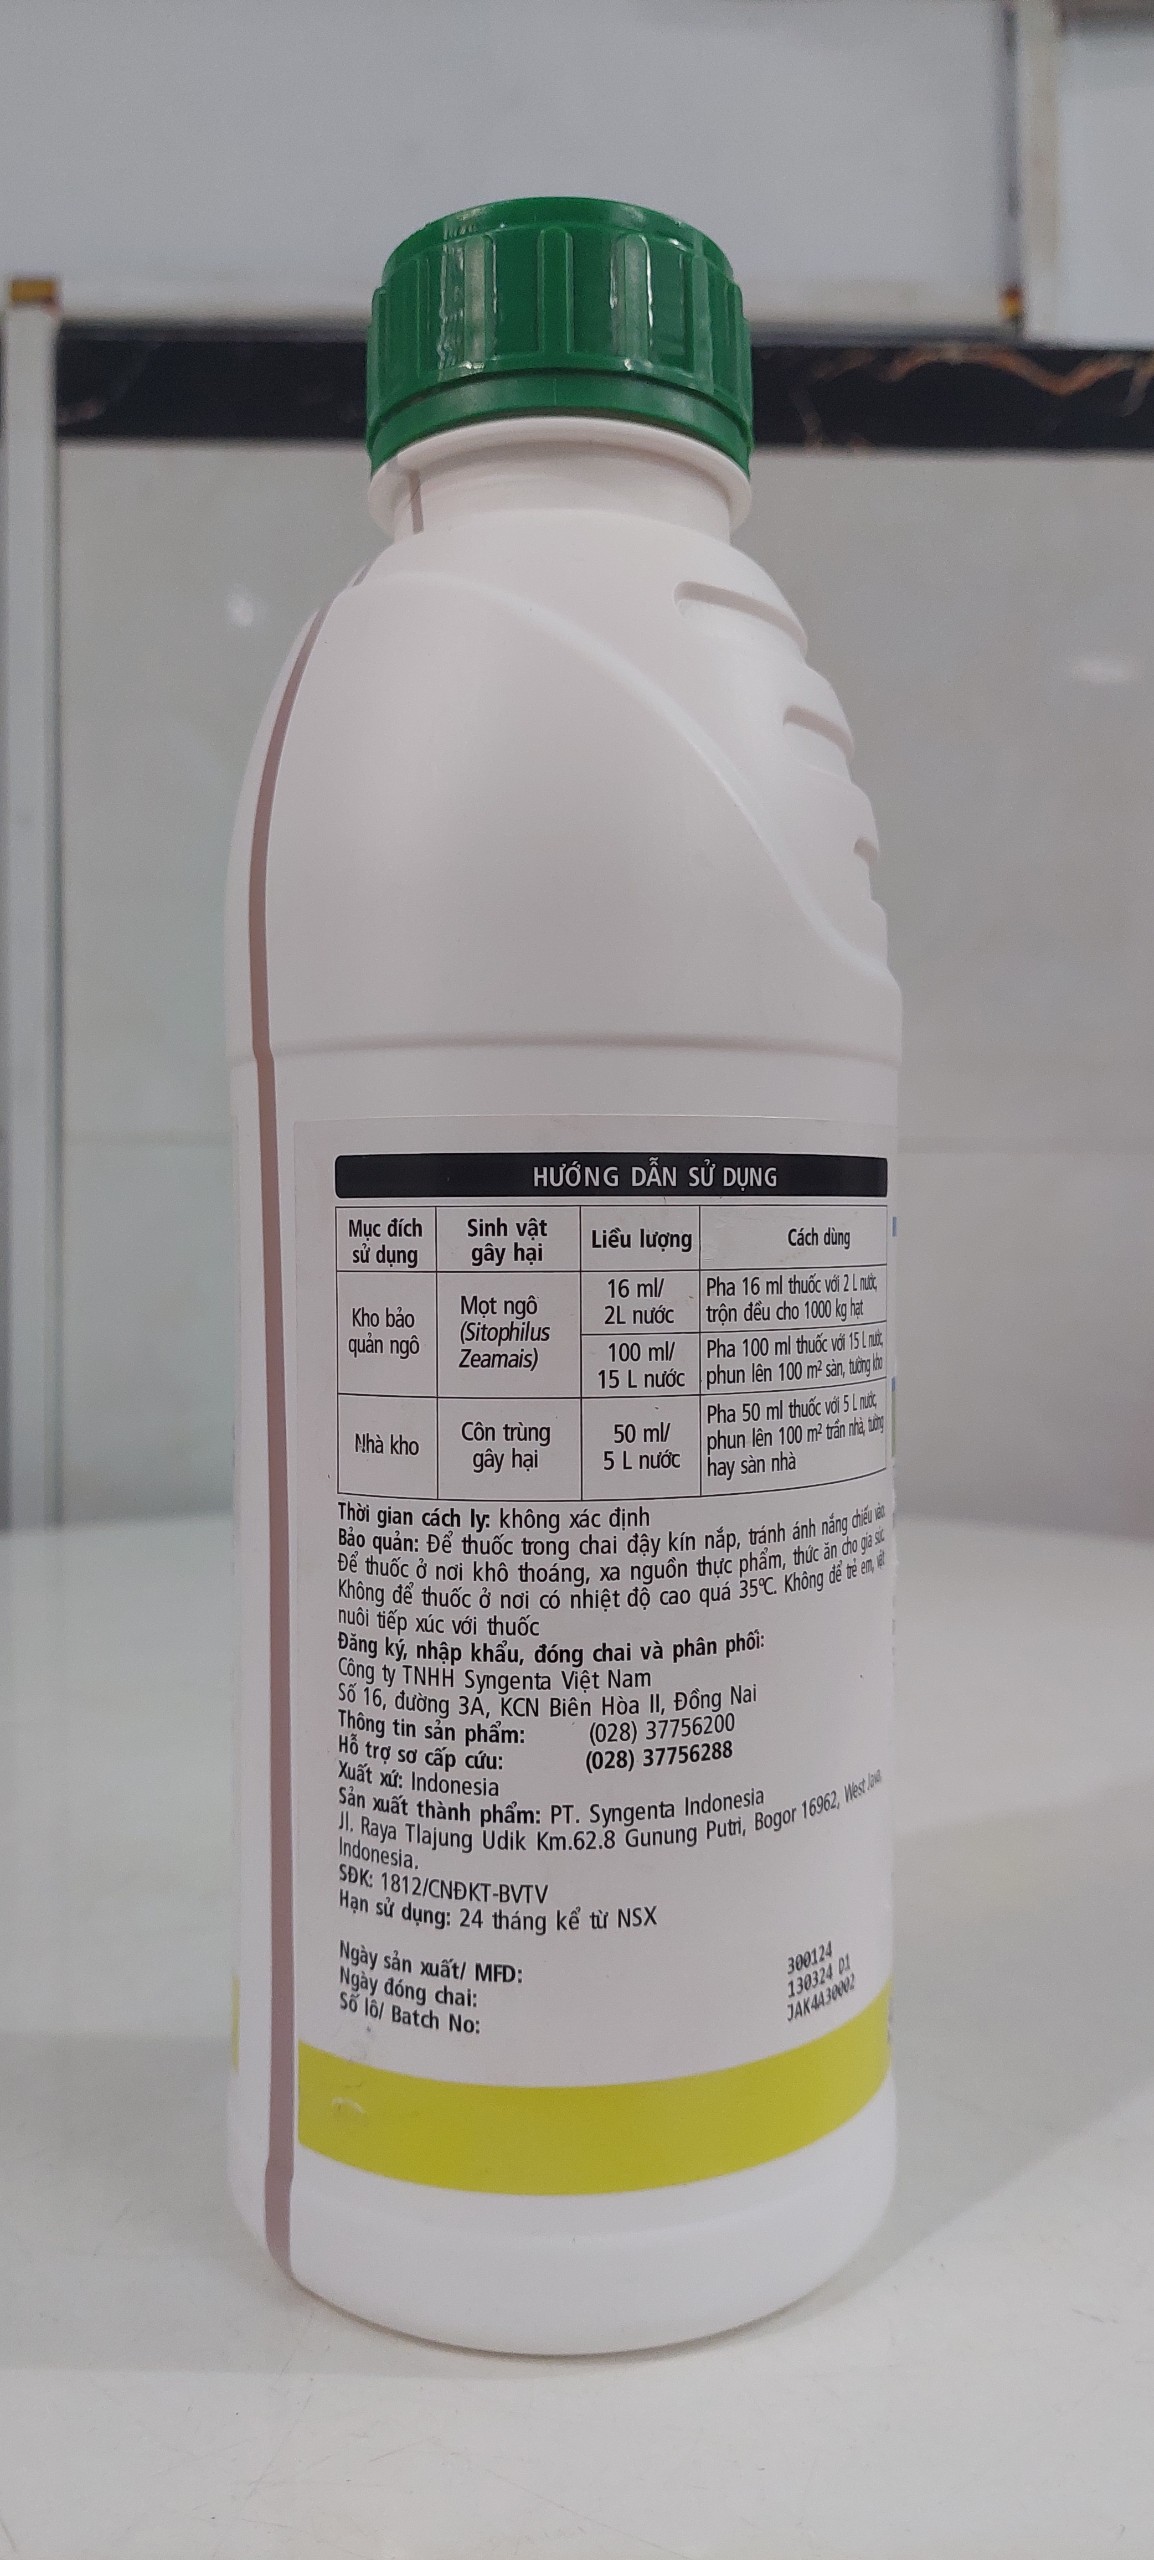 HƯỚNG DẪN SỬ DỤNG
Mục đích
sử dụng
Sinh vật
gây hại
Liều lượng
Cách dùng
Kho bảo
quản ngô
Mọt ngô
(Sitophilus
Zeamais)
16 ml/
2L nước
Pha 16 ml thuốc với 2 L nước,
trộn đều cho 1000 kg hạt
100 ml/
15 L nước
Pha 100 ml thuốc với 15 L nước,
phun lên 100 m² sàn, tường kho
Nhà kho
Côn trùng
gây hại
50 ml/
5 L nước
Pha 50 ml thuốc với 5 L nước,
phun lên 100 m² trần nhà, tường
hay sàn nhà
Thời gian cách ly: không xác định
Bảo quản: Để thuốc trong chai đậy kín nắp, tránh ánh nắng chiếu vào.
Để thuốc ở nơi khô thoáng, xa nguồn thực phẩm, thức ăn cho gia súc.
Không để thuốc ở nơi có nhiệt độ cao quá 35°C. Không để trẻ em, vật
nuôi tiếp xúc với thuốc
Đăng ký, nhập khẩu, đóng chai và phân phối:
Công ty TNHH Syngenta Việt Nam
Số 16, đường 3A, KCN Biên Hòa II, Đồng Nai
Thông tin sản phẩm: (028) 37756200
Hỗ trợ sơ cấp cứu: (028) 37756288
Xuất xứ: Indonesia
Sản xuất thành phẩm: PT. Syngenta Indonesia
Jl. Raya Tlajung Udik Km.62.8 Gunung Putri, Bogor 16962, West Java,
Indonesia.
SĐK: 1812/CNĐKT-BVTV
Hạn sử dụng: 24 tháng kể từ NSX
Ngày sản xuất/ MFD: 300124
Ngày đóng chai: 130324 D1
Số lô/ Batch No: JAK4A30002